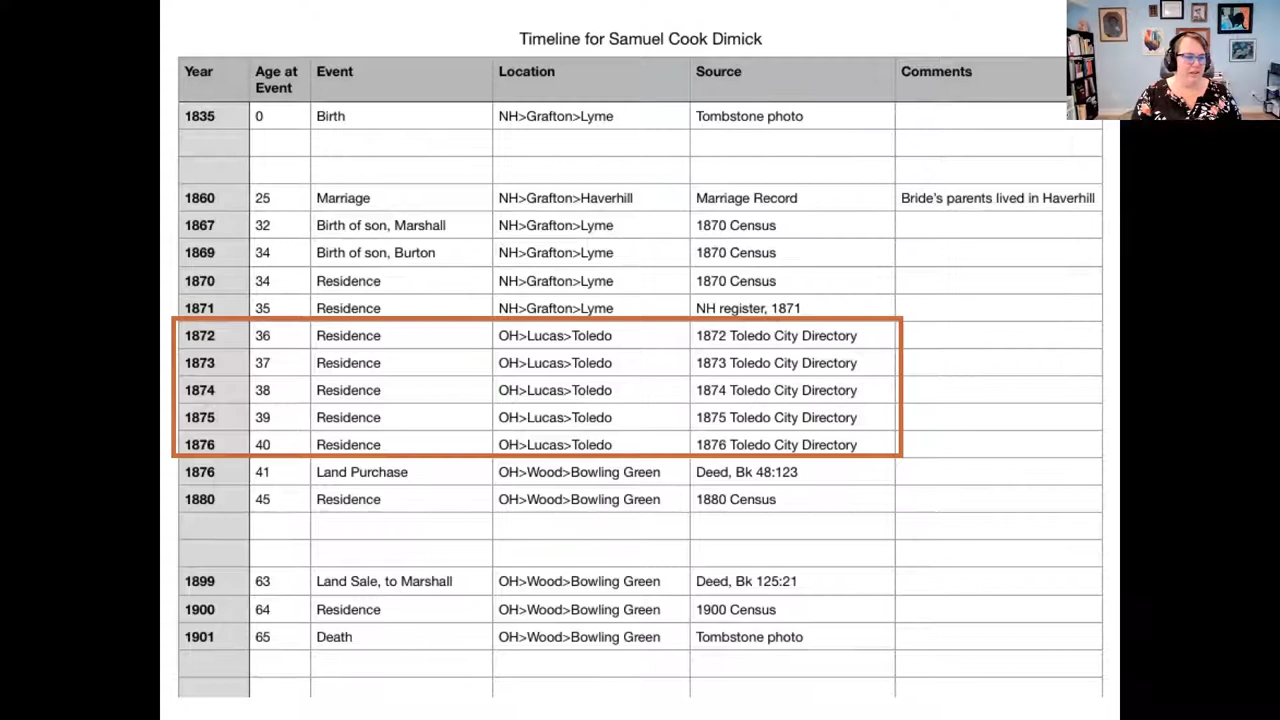 Timeline for Samuel Cook Dimick
Year Age at Event Event Location Source Comments
1835 0 Birth NH>Grafton>Lyme Tombstone photo
1860 25 Marriage NH>Grafton>Haverhill Marriage Record Bride's parents lived in Haverhill
1867 32 Birth of son, Marshall NH>Grafton>Lyme 1870 Census
1869 34 Birth of son, Burton NH>Grafton>Lyme 1870 Census
1870 34 Residence NH>Grafton>Lyme 1870 Census
1871 35 Residence NH>Grafton>Lyme NH register, 1871
1872 36 Residence OH>Lucas>Toledo 1872 Toledo City Directory
1873 37 Residence OH>Lucas>Toledo 1873 Toledo City Directory
1874 38 Residence OH>Lucas>Toledo 1874 Toledo City Directory
1875 39 Residence OH>Lucas>Toledo 1875 Toledo City Directory
1876 40 Residence OH>Lucas>Toledo 1876 Toledo City Directory
1876 41 Land Purchase OH>Wood>Bowling Green Deed, Bk 48:123
1880 45 Residence OH>Wood>Bowling Green 1880 Census
1899 63 Land Sale, to Marshall OH>Wood>Bowling Green Deed, Bk 125:21
1900 64 Residence OH>Wood>Bowling Green 1900 Census
1901 65 Death OH>Wood>Bowling Green Tombstone photo